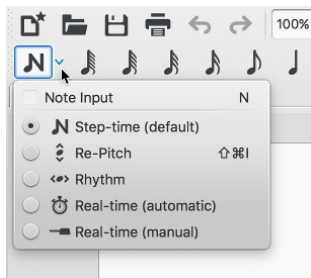 100%
N
Note Input N
N Step-time (default)
Re-Pitch ⇧⌘I
Rhythm
Real-time (automatic)
Real-time (manual)